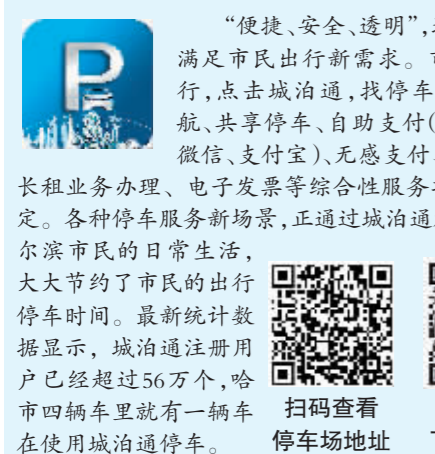 “便捷、安全、透明”,
满足市民出行新需求。
行,点击城泊通,找停车
航、共享停车、自助支付(
微信、支付宝)、无感支付
长租业务办理、电子发票等综合性服务
定。各种停车服务新场景,正通过城泊通
尔滨市民的日常生活,
大大节约了市民的出行
停车时间。最新统计数
据显示,城泊通注册用
户已经超过56万个,哈
市四辆车里就有一辆车
在使用城泊通停车。
P
扫码查看
停车场地址